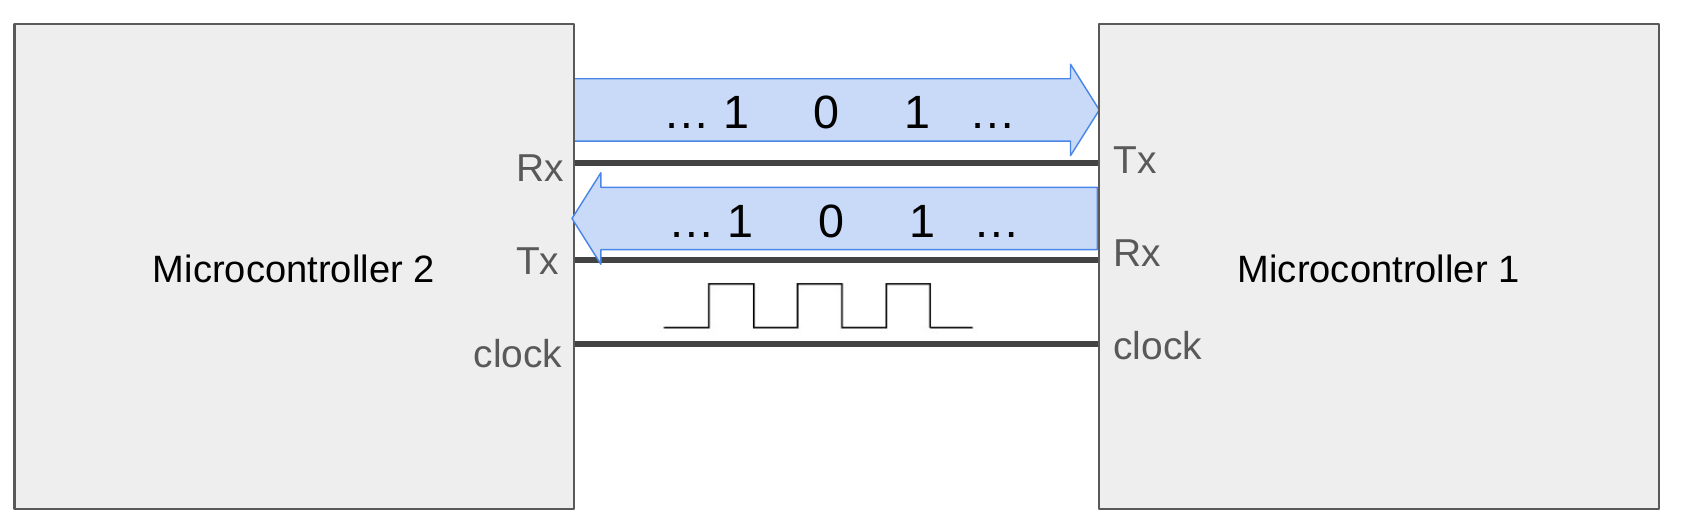 … 1 0 1 …
Rx Tx
… 1 0 1 …
Tx Rx
Microcontroller 2 Microcontroller 1
clock clock